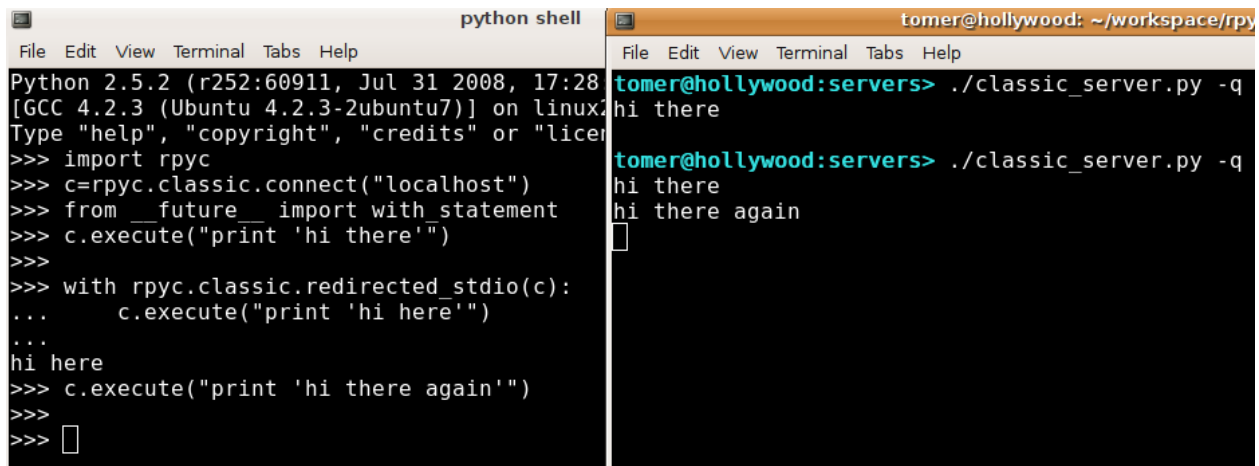 python shell
File Edit View Terminal Tabs Help
Python 2.5.2 (r252:60911, Jul 31 2008, 17:28:
[GCC 4.2.3 (Ubuntu 4.2.3-2ubuntu7)] on linux2
Type "help", "copyright", "credits" or "licen
>>> import rpyc
>>> c=rpyc.classic.connect("localhost")
>>> from __future__ import with_statement
>>> c.execute("print 'hi there'")
>>>
>>> with rpyc.classic.redirected_stdio(c):
...     c.execute("print 'hi here'")
...
hi here
>>> c.execute("print 'hi there again'")
>>>
>>>
tomer@hollywood: ~/workspace/rpy
File Edit View Terminal Tabs Help
tomer@hollywood:servers> ./classic_server.py -q
hi there
tomer@hollywood:servers> ./classic_server.py -q
hi there
hi there again